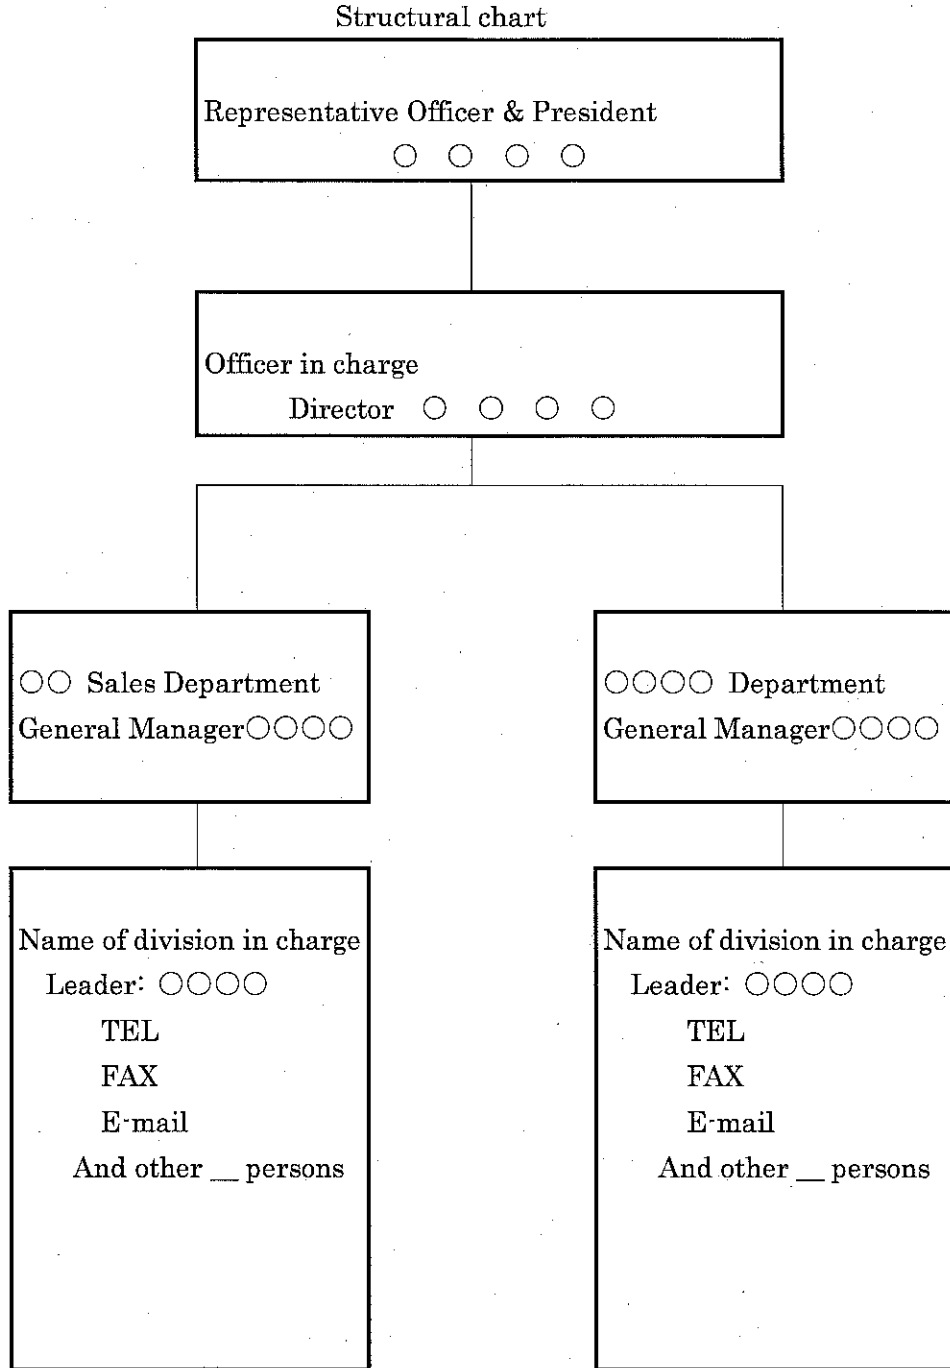 Structural chart
Representative Officer & President
○ ○ ○ ○
Officer in charge
Director ○ ○ ○ ○
○○ Sales Department
General Manager○○○○
○○○○ Department
General Manager○○○○
Name of division in charge
Leader: ○○○○
TEL
FAX
E-mail
And other __ persons
Name of division in charge
Leader: ○○○○
TEL
FAX
E-mail
And other __ persons